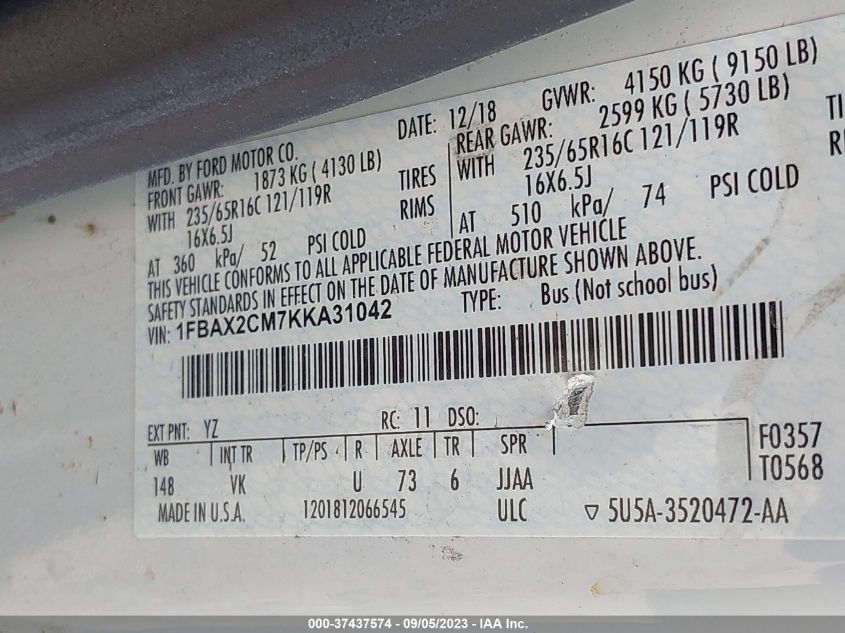 MFD. BY FORD MOTOR CO. DATE: 12/18 GVWR: 4150 KG ( 9150 LB)
FRONT GAWR: 1873 KG ( 4130 LB) REAR GAWR: 2599 KG ( 5730 LB)
WITH 235/65R16C 121/119R TIRES WITH 235/65R16C 121/119R TI
16X6.5J RIMS 16X6.5J
AT 360 kPa/ 52 PSI COLD AT 510 kPa/ 74 PSI COLD
THIS VEHICLE CONFORMS TO ALL APPLICABLE FEDERAL MOTOR VEHICLE
SAFETY STANDARDS IN EFFECT ON THE DATE OF MANUFACTURE SHOWN ABOVE.
VIN: 1FBAX2CM7KKA31042 TYPE: Bus (Not school bus)
EXT PNT: YZ RC: 11 DSO:
WB INT TR TP/PS R AXLE TR SPR F0357
148 VK U 73 6 JJAA T0568
MADE IN U.S.A. 1201812066545 ULC ▽ 5U5A-3520472-AA
000-37437574 - 09/05/2023 - IAA Inc.